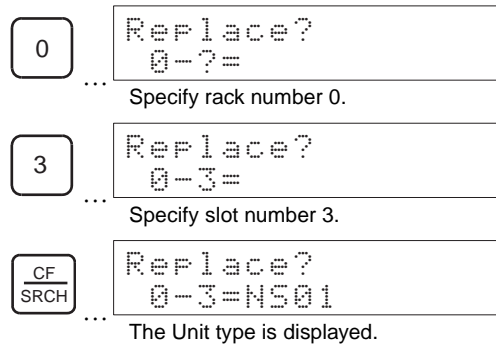 0
Replace?
0-?=
...
Specify rack number 0.
3
Replace?
0-3=
...
Specify slot number 3.
CF
SRCH
Replace?
0-3=NS01
...
The Unit type is displayed.